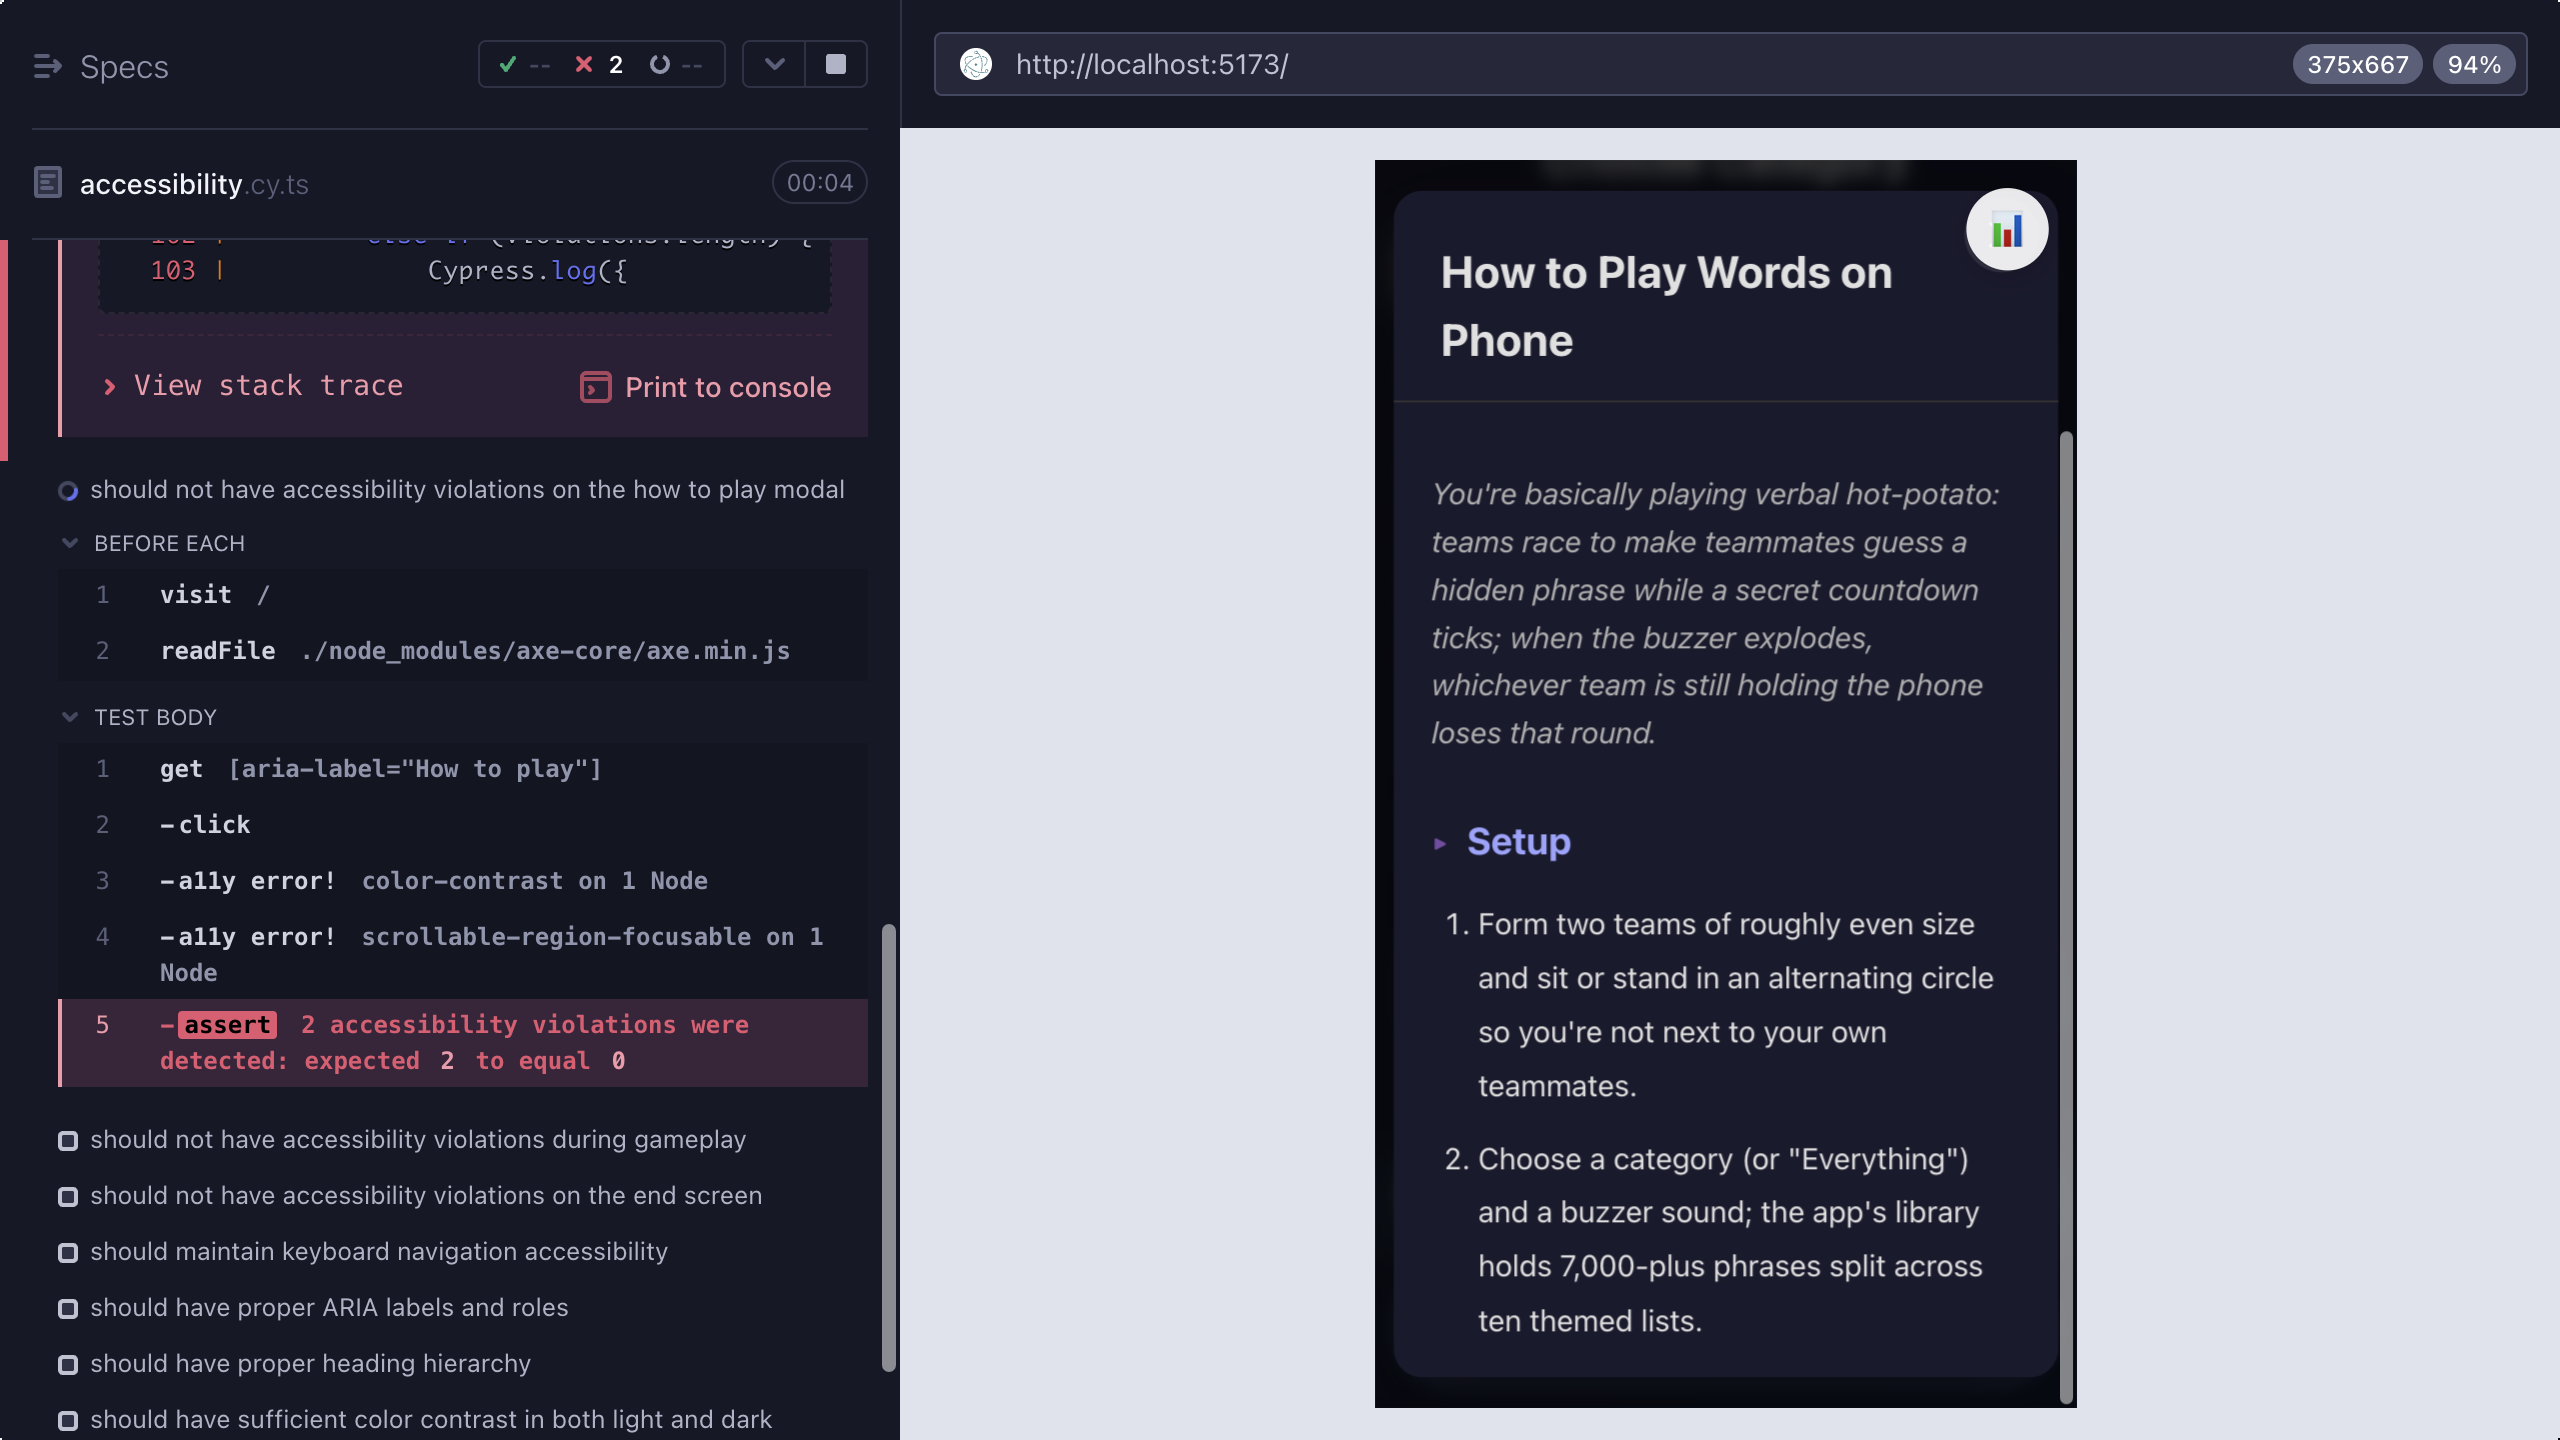 Specs
-- 2 --
accessibility.cy.ts
00:04
102 | else if (violations.length) {
103 | Cypress.log({
View stack trace
Print to console
should not have accessibility violations on the how to play modal
BEFORE EACH
1 visit /
2 readFile ./node_modules/axe-core/axe.min.js
TEST BODY
1 get [aria-label="How to play"]
2 -click
3 -a11y error! color-contrast on 1 Node
4 -a11y error! scrollable-region-focusable on 1
Node
5 -assert 2 accessibility violations were
detected: expected 2 to equal 0
should not have accessibility violations during gameplay
should not have accessibility violations on the end screen
should maintain keyboard navigation accessibility
should have proper ARIA labels and roles
should have proper heading hierarchy
should have sufficient color contrast in both light and dark
http://localhost:5173/
375x667
94%
How to Play Words on
Phone
You're basically playing verbal hot-potato:
teams race to make teammates guess a
hidden phrase while a secret countdown
ticks; when the buzzer explodes,
whichever team is still holding the phone
loses that round.
Setup
1. Form two teams of roughly even size
and sit or stand in an alternating circle
so you're not next to your own
teammates.
2. Choose a category (or "Everything")
and a buzzer sound; the app's library
holds 7,000-plus phrases split across
ten themed lists.